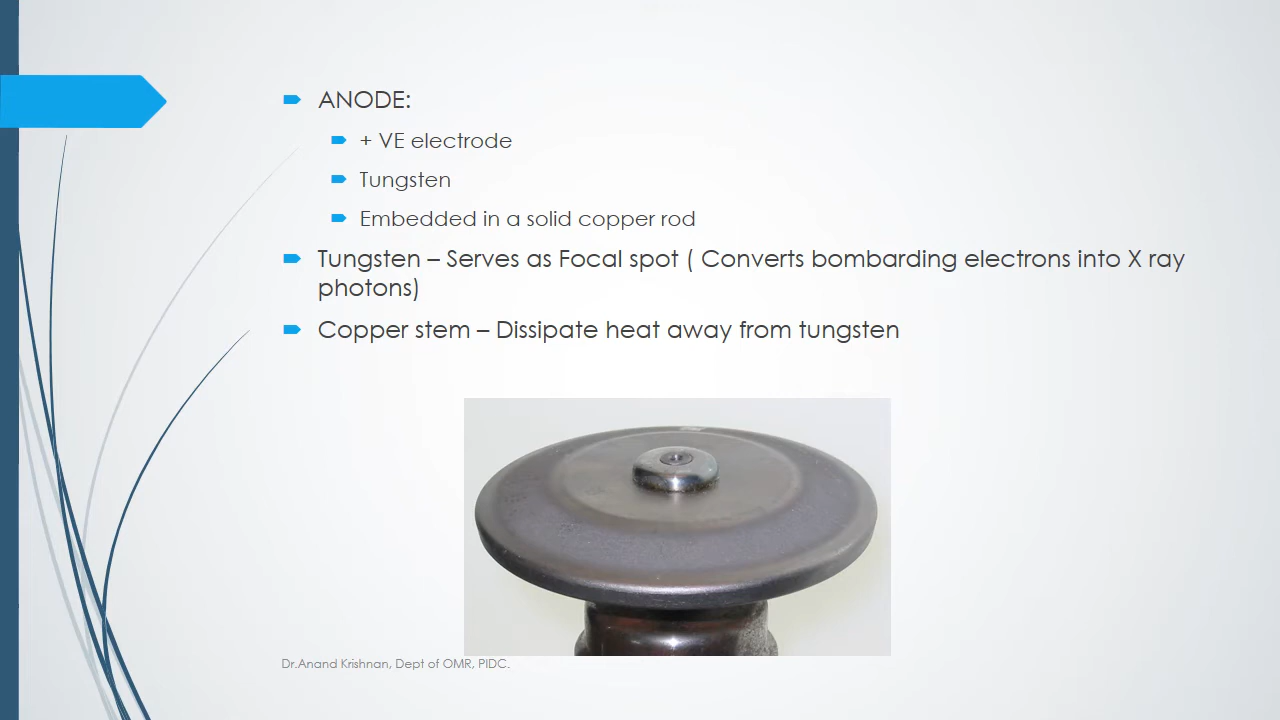 ANODE:
+ VE electrode
Tungsten
Embedded in a solid copper rod
Tungsten – Serves as Focal spot ( Converts bombarding electrons into X ray
photons)
Copper stem – Dissipate heat away from tungsten
Dr.Anand Krishnan, Dept of OMR, PIDC.